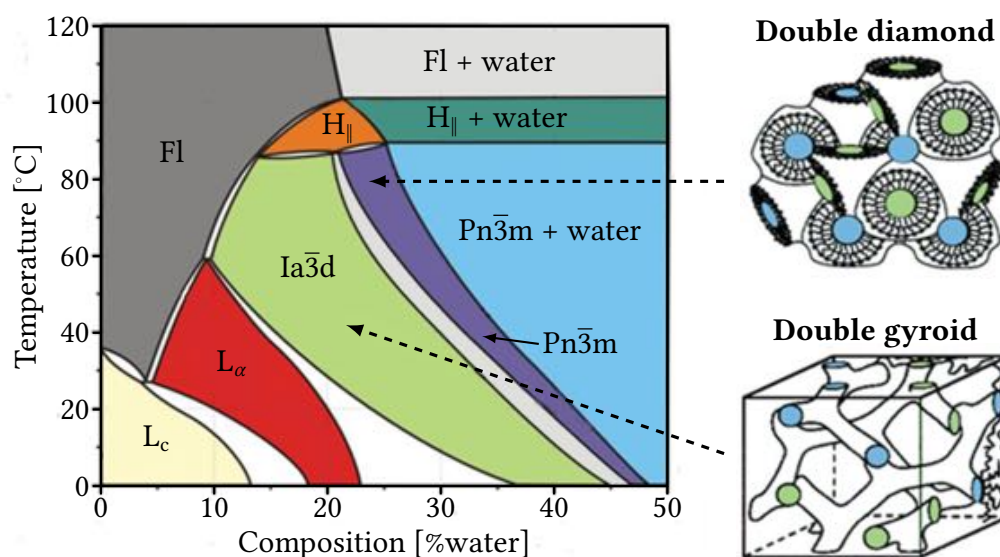 120
100
80
60
40
20
0
Temperature [°C]
0
10
20
30
40
50
Composition [%water]
Fl
Fl + water
H∥
H∥ + water
Pn3̅m + water
Ia3̅d
Pn3̅m
Lα
Lc
Double diamond
Double gyroid